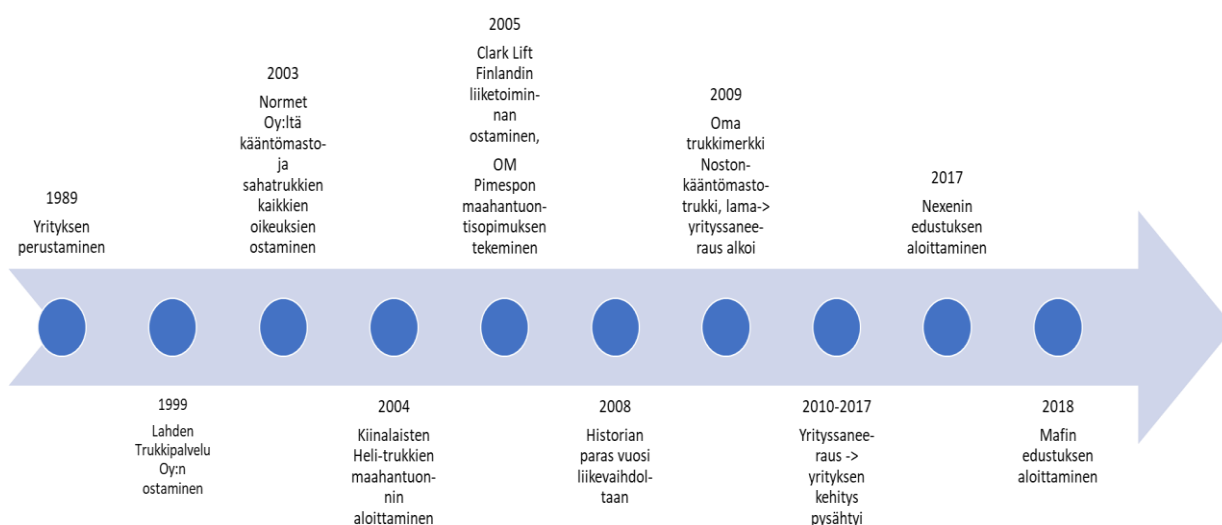 1989
Yrityksen
perustaminen
1999
Lahden
Trukkipalvelu
Oy:n
ostaminen
2003
Normet
Oy:ltä
kääntömasto-
ja
sahatrukkien
kaikkien
oikeuksien
ostaminen
2004
Kiinalaisten
Heli-trukkien
maahantuon-
nin
aloittaminen
2005
Clark Lift
Finlandin
liiketoimin-
nan
ostaminen,
OM
Pimespon
maahantuon-
tisopimuksen
tekeminen
2008
Historian
paras vuosi
liikevaihdol-
taan
2009
Oma
trukkimerkki
Noston-
kääntömasto-
trukki, lama->
yrityssanee-
raus alkoi
2010-2017
Yrityssanee-
raus ->
yrityksen
kehitys
pysähtyi
2017
Nexenin
edustuksen
aloittaminen
2018
Mafin
edustuksen
aloittaminen